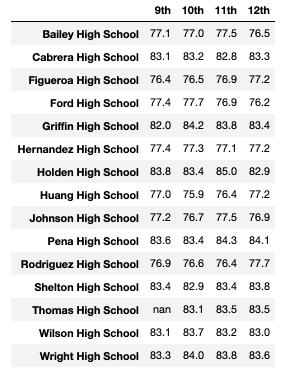 9th 10th 11th 12th
Bailey High School 77.1 77.0 77.5 76.5
Cabrera High School 83.1 83.2 82.8 83.3
Figueroa High School 76.4 76.5 76.9 77.2
Ford High School 77.4 77.7 76.9 76.2
Griffin High School 82.0 84.2 83.8 83.4
Hernandez High School 77.4 77.3 77.1 77.2
Holden High School 83.8 83.4 85.0 82.9
Huang High School 77.0 75.9 76.4 77.2
Johnson High School 77.2 76.7 77.5 76.9
Pena High School 83.6 83.4 84.3 84.1
Rodriguez High School 76.9 76.6 76.4 77.7
Shelton High School 83.4 82.9 83.4 83.8
Thomas High School nan 83.1 83.5 83.5
Wilson High School 83.1 83.7 83.2 83.0
Wright High School 83.3 84.0 83.8 83.6